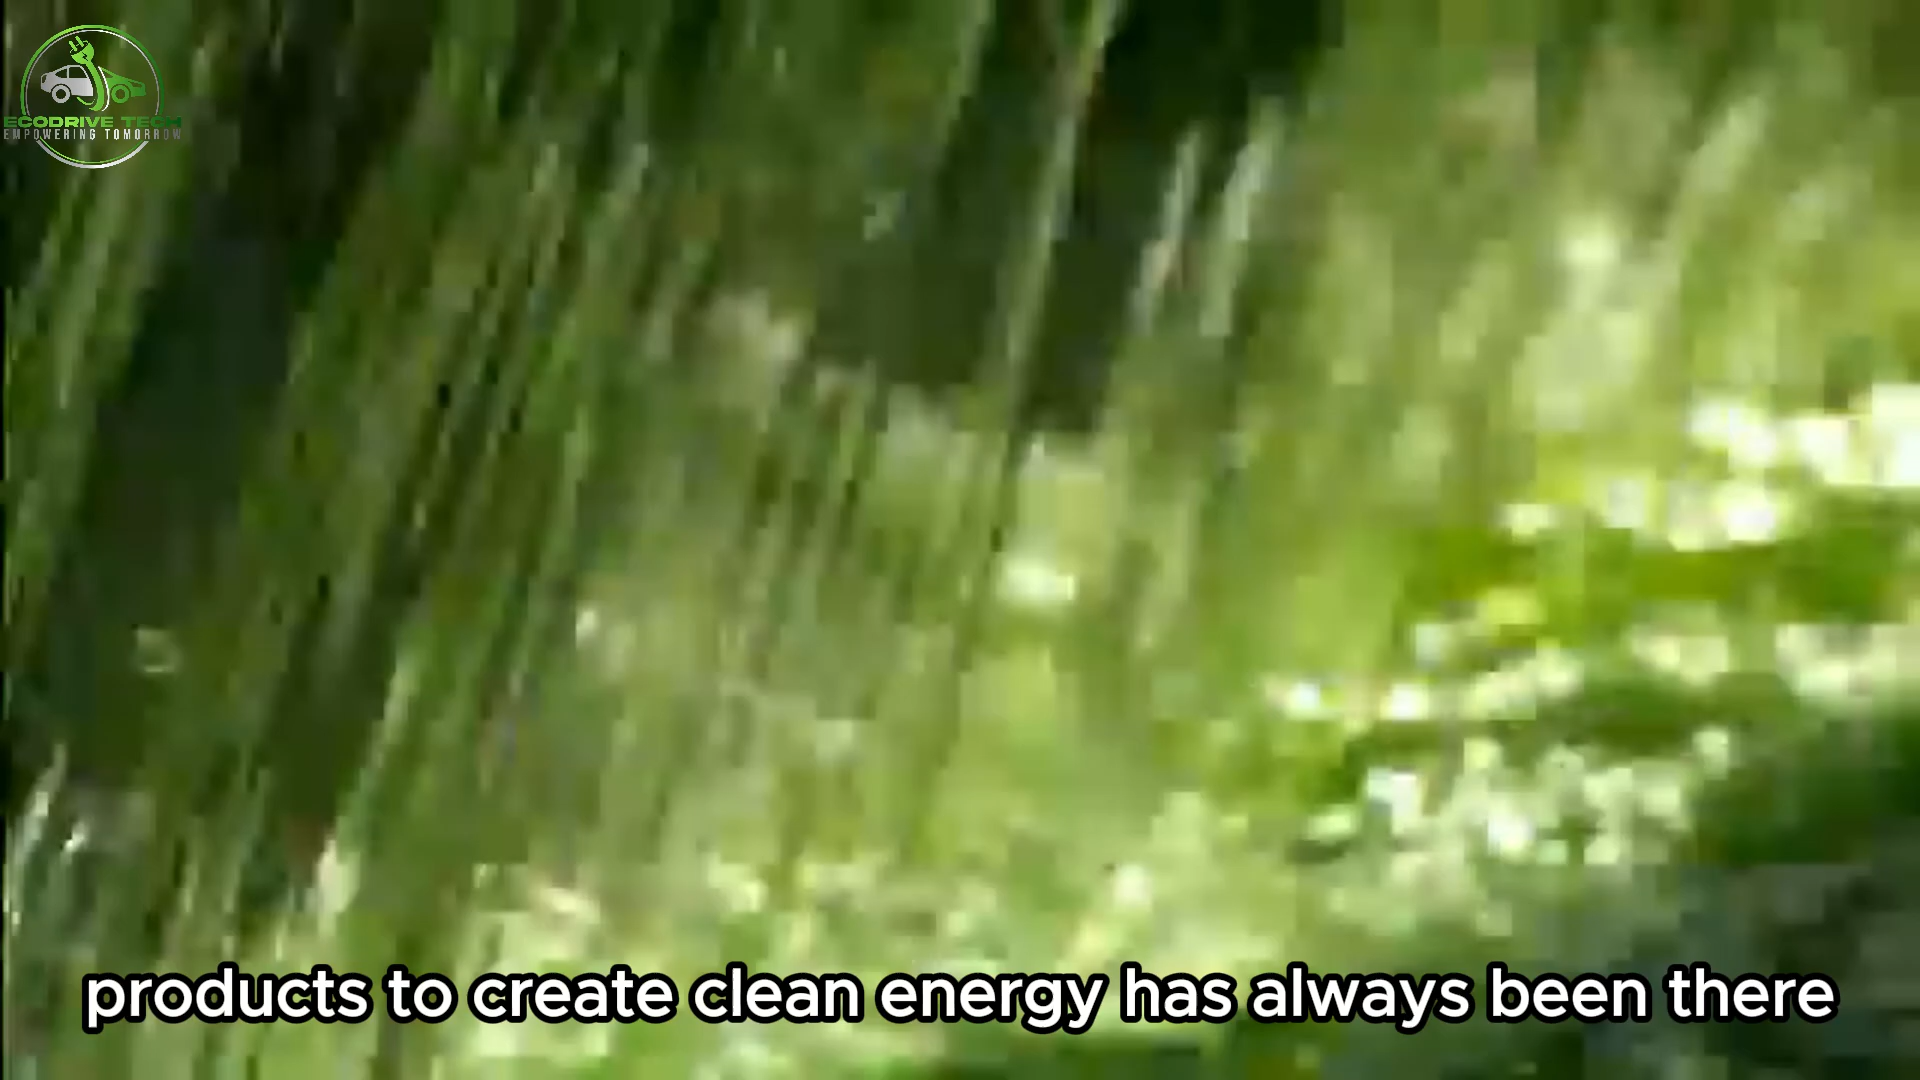 ECODRIVE TECH
EMPOWERING TOMORROW
products to create clean energy has always been there